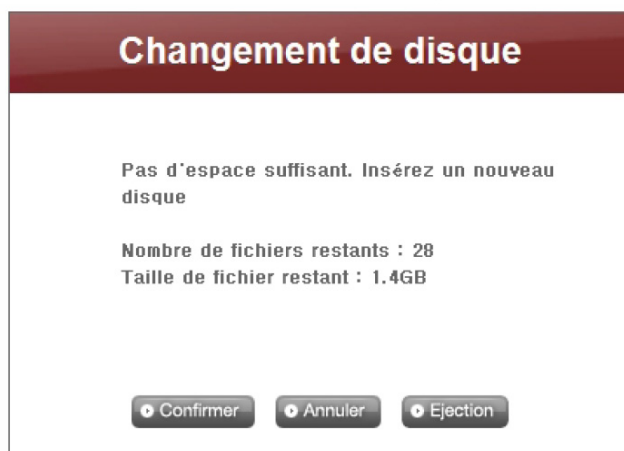 Changement de disque
Pas d'espace suffisant. Insérez un nouveau
disque
Nombre de fichiers restants : 28
Taille de fichier restant : 1.4GB
Confirmer
Annuler
Ejection